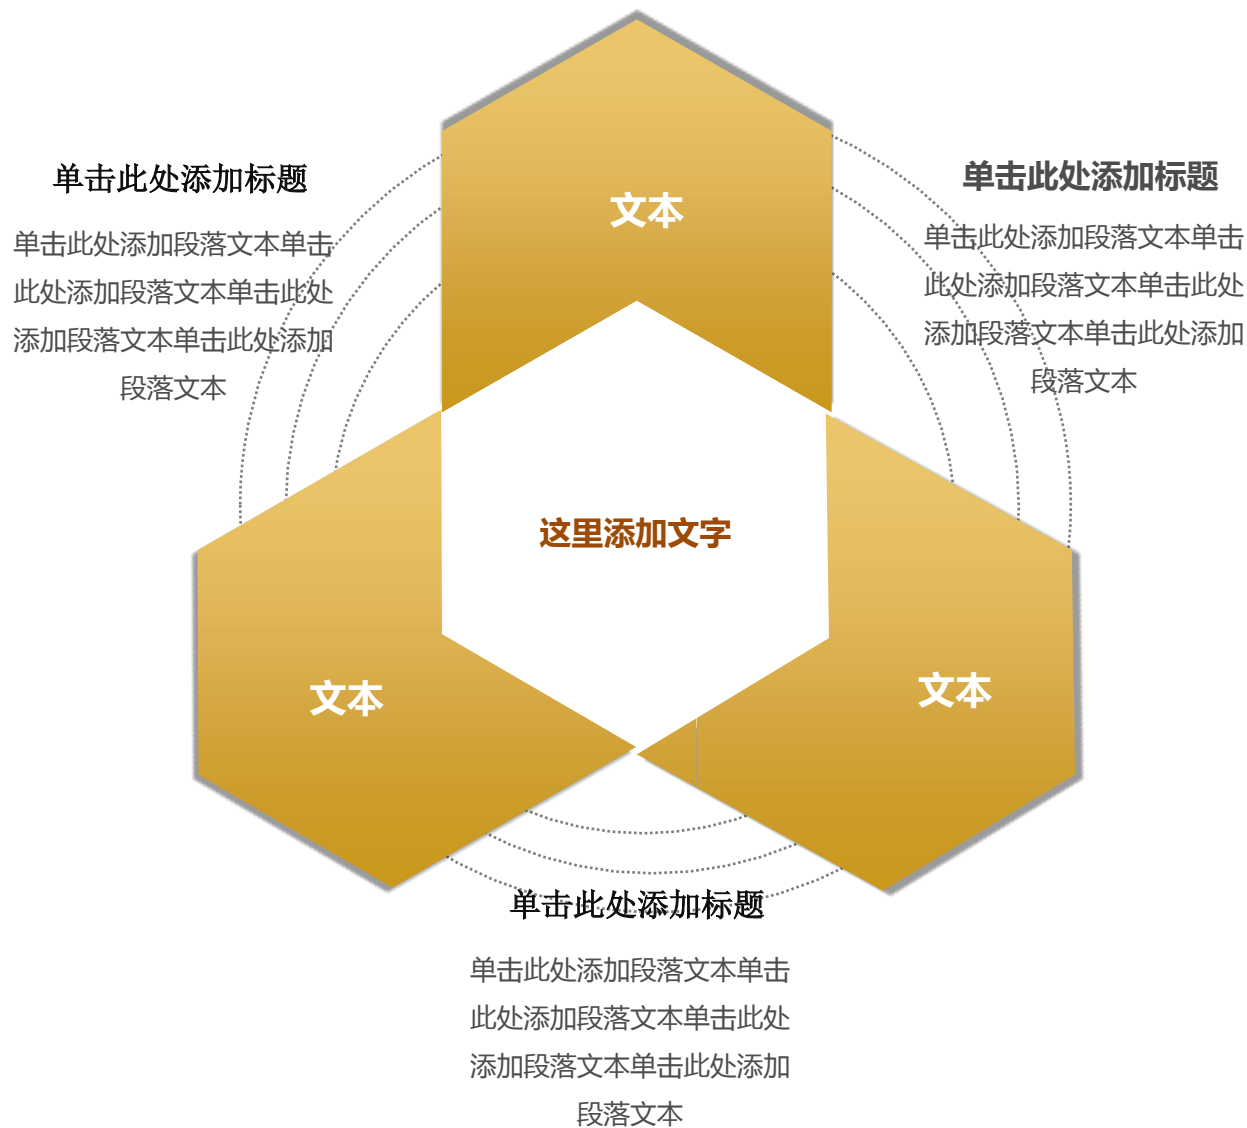 文本
单击此处添加标题
单击此处添加段落文本单击
此处添加段落文本单击此处
添加段落文本单击此处添加
段落文本
单击此处添加标题
单击此处添加段落文本单击
此处添加段落文本单击此处
添加段落文本单击此处添加
段落文本
这里添加文字
文本
文本
单击此处添加标题
单击此处添加段落文本单击
此处添加段落文本单击此处
添加段落文本单击此处添加
段落文本